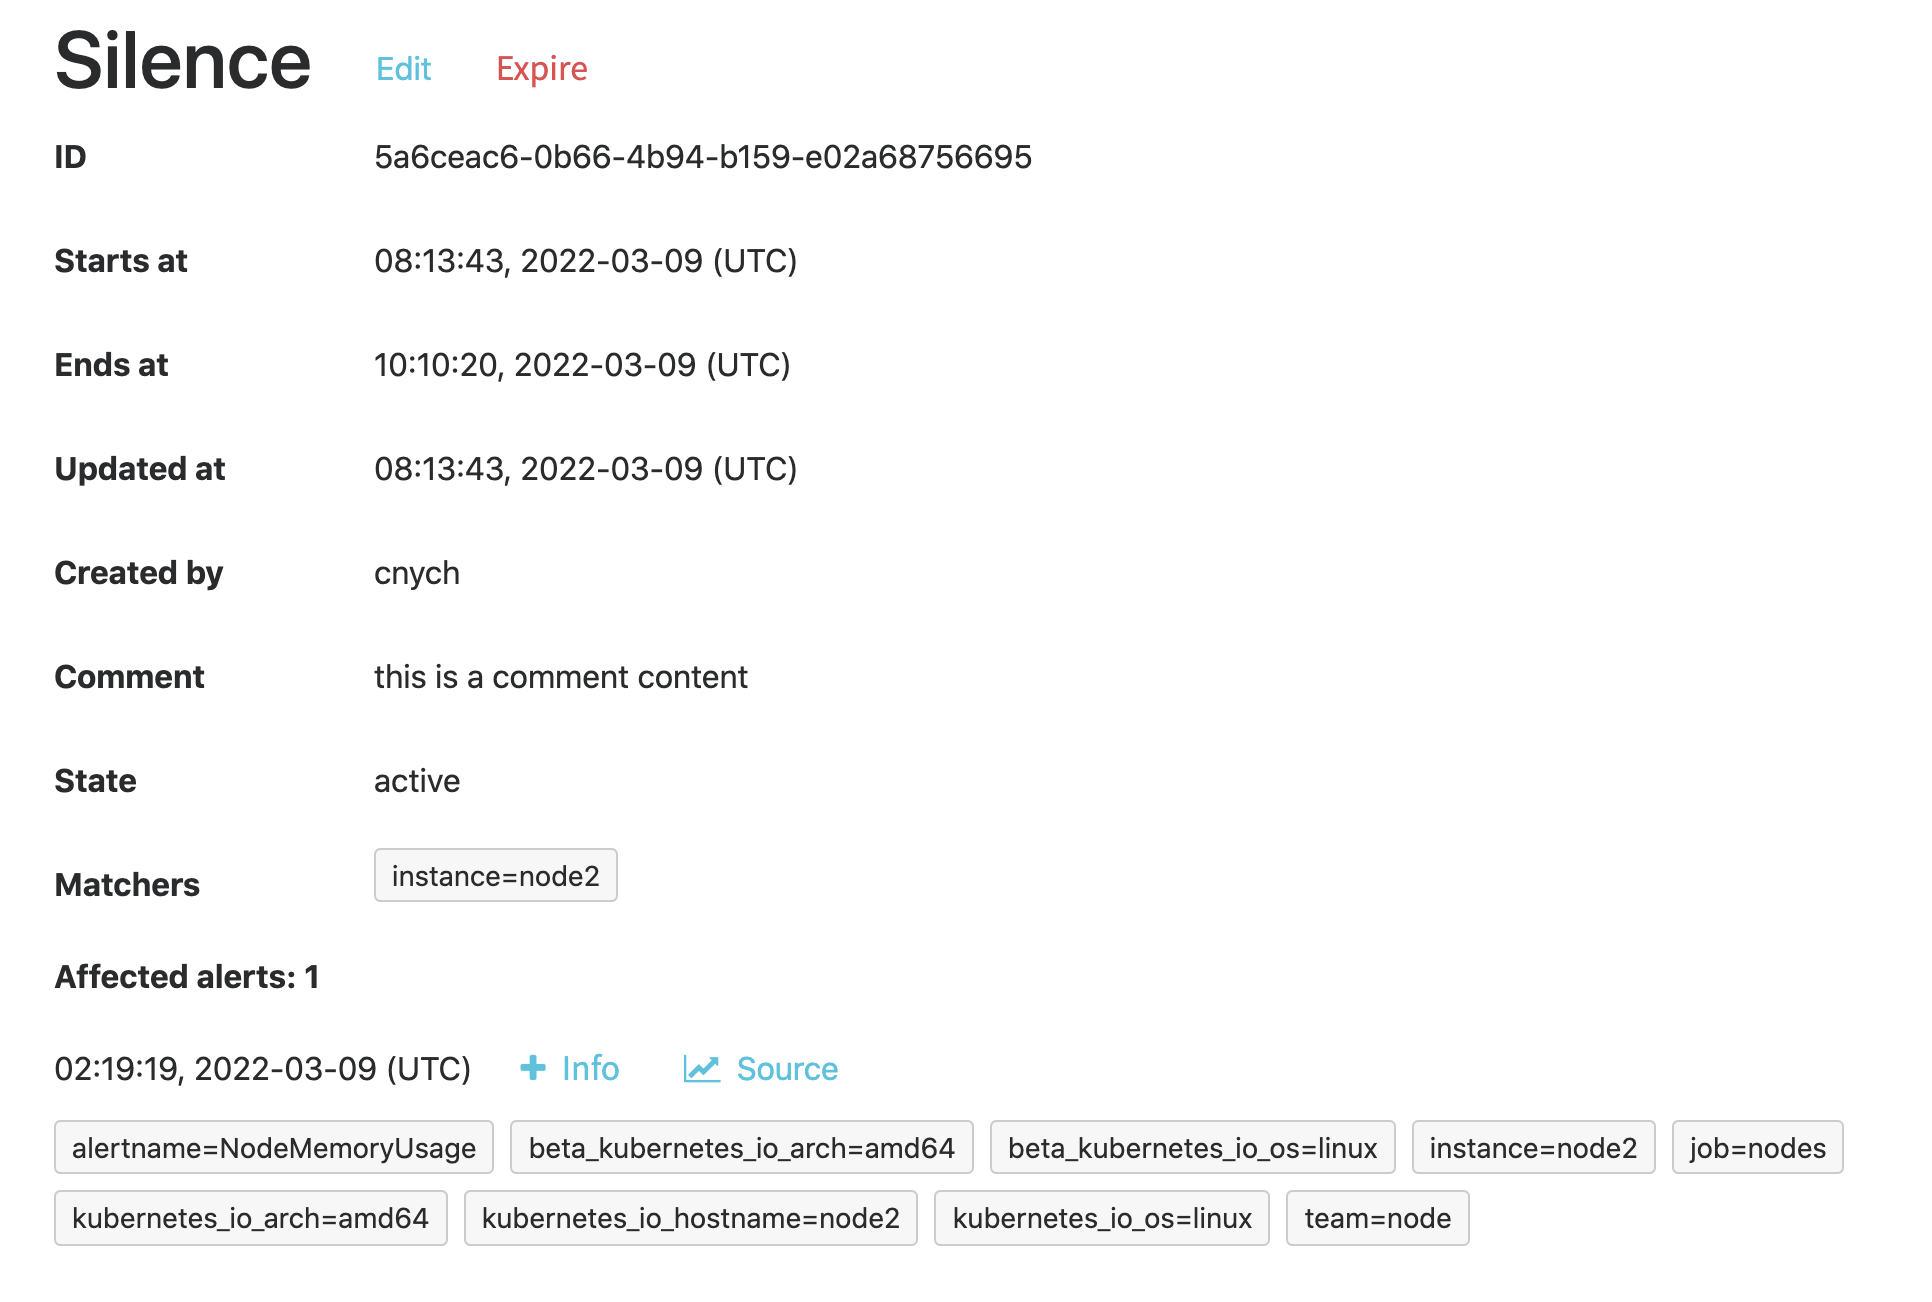 Silence Edit Expire
ID 5a6ceac6-0b66-4b94-b159-e02a68756695
Starts at 08:13:43, 2022-03-09 (UTC)
Ends at 10:10:20, 2022-03-09 (UTC)
Updated at 08:13:43, 2022-03-09 (UTC)
Created by cnych
Comment this is a comment content
State active
Matchers instance=node2
Affected alerts: 1
02:19:19, 2022-03-09 (UTC) + Info Source
alertname=NodeMemoryUsage beta_kubernetes_io_arch=amd64 beta_kubernetes_io_os=linux instance=node2 job=nodes
kubernetes_io_arch=amd64 kubernetes_io_hostname=node2 kubernetes_io_os=linux team=node